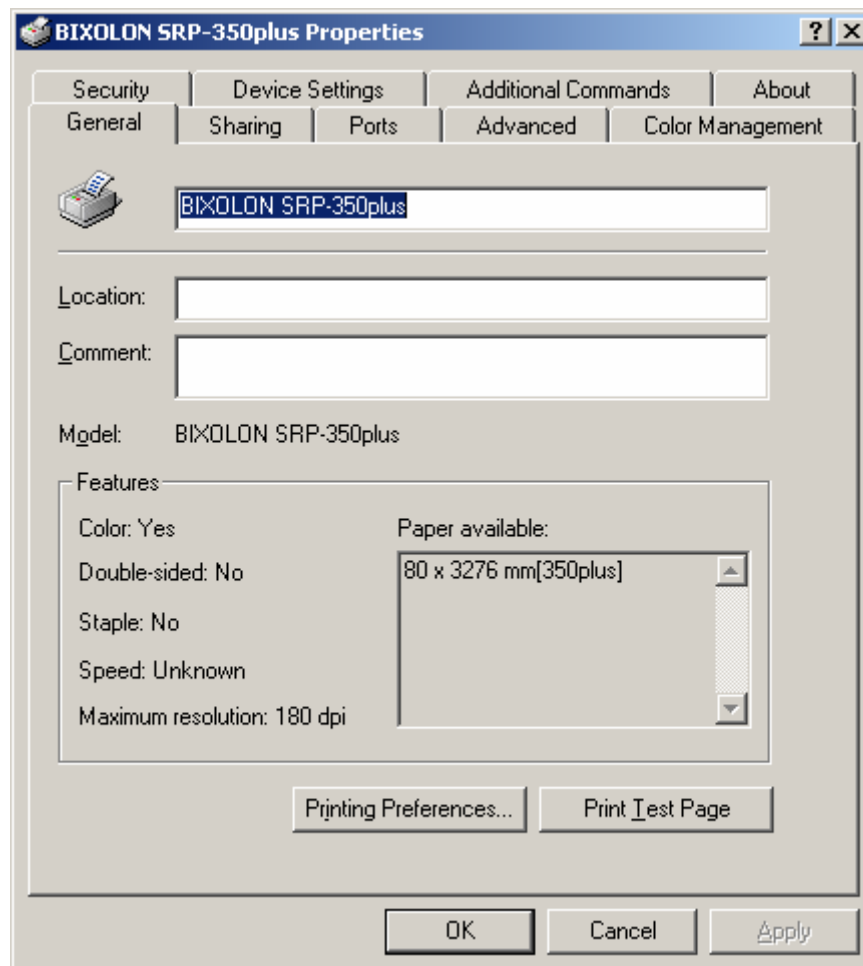 BIXOLON SRP-350plus Properties
Security Device Settings Additional Commands About
General Sharing Ports Advanced Color Management
BIXOLON SRP-350plus
Location:
Comment:
Model: BIXOLON SRP-350plus
Features
Color: Yes Paper available:
Double-sided: No 80 x 3276 mm[350plus]
Staple: No
Speed: Unknown
Maximum resolution: 180 dpi
Printing Preferences... Print Test Page
OK Cancel Apply